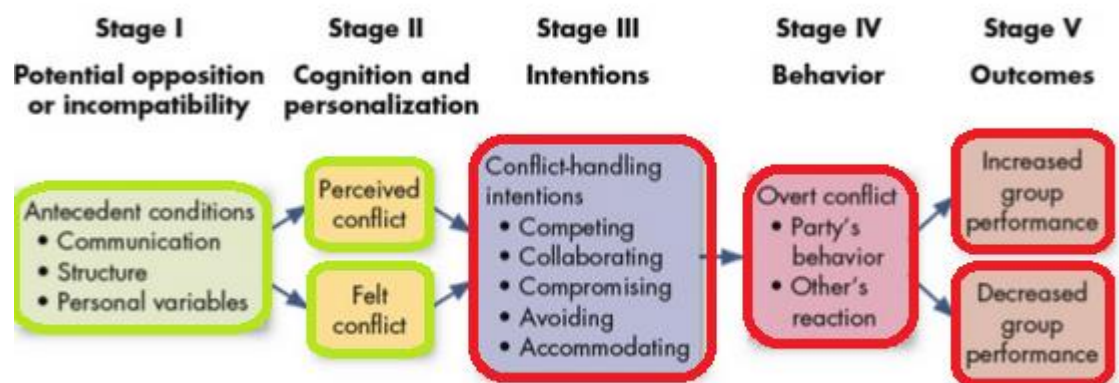 Stage I
Potential opposition
or incompatibility
Stage II
Cognition and
personalization
Stage III
Intentions
Stage IV
Behavior
Stage V
Outcomes
Antecedent conditions
• Communication
• Structure
• Personal variables
Perceived
conflict
Felt
conflict
Conflict-handling
intentions
• Competing
• Collaborating
• Compromising
• Avoiding
• Accommodating
Overt conflict
• Party's
behavior
• Other's
reaction
Increased
group
performance
Decreased
group
performance